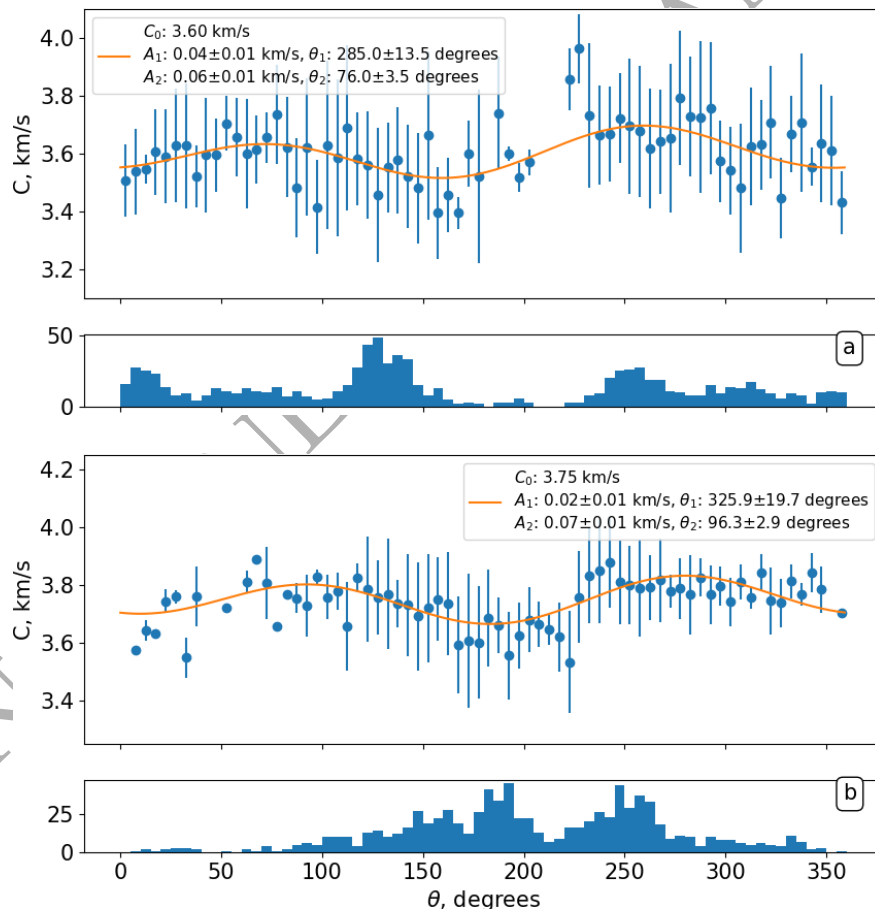 C₀: 3.60 km/s
A₁: 0.04±0.01 km/s, θ₁: 285.0±13.5 degrees
A₂: 0.06±0.01 km/s, θ₂: 76.0±3.5 degrees
C, km/s
4.0
3.8
3.6
3.4
3.2
50
0
a
C₀: 3.75 km/s
A₁: 0.02±0.01 km/s, θ₁: 325.9±19.7 degrees
A₂: 0.07±0.01 km/s, θ₂: 96.3±2.9 degrees
C, km/s
4.2
4.0
3.8
3.6
3.4
25
0
b
0 50 100 150 200 250 300 350
θ, degrees